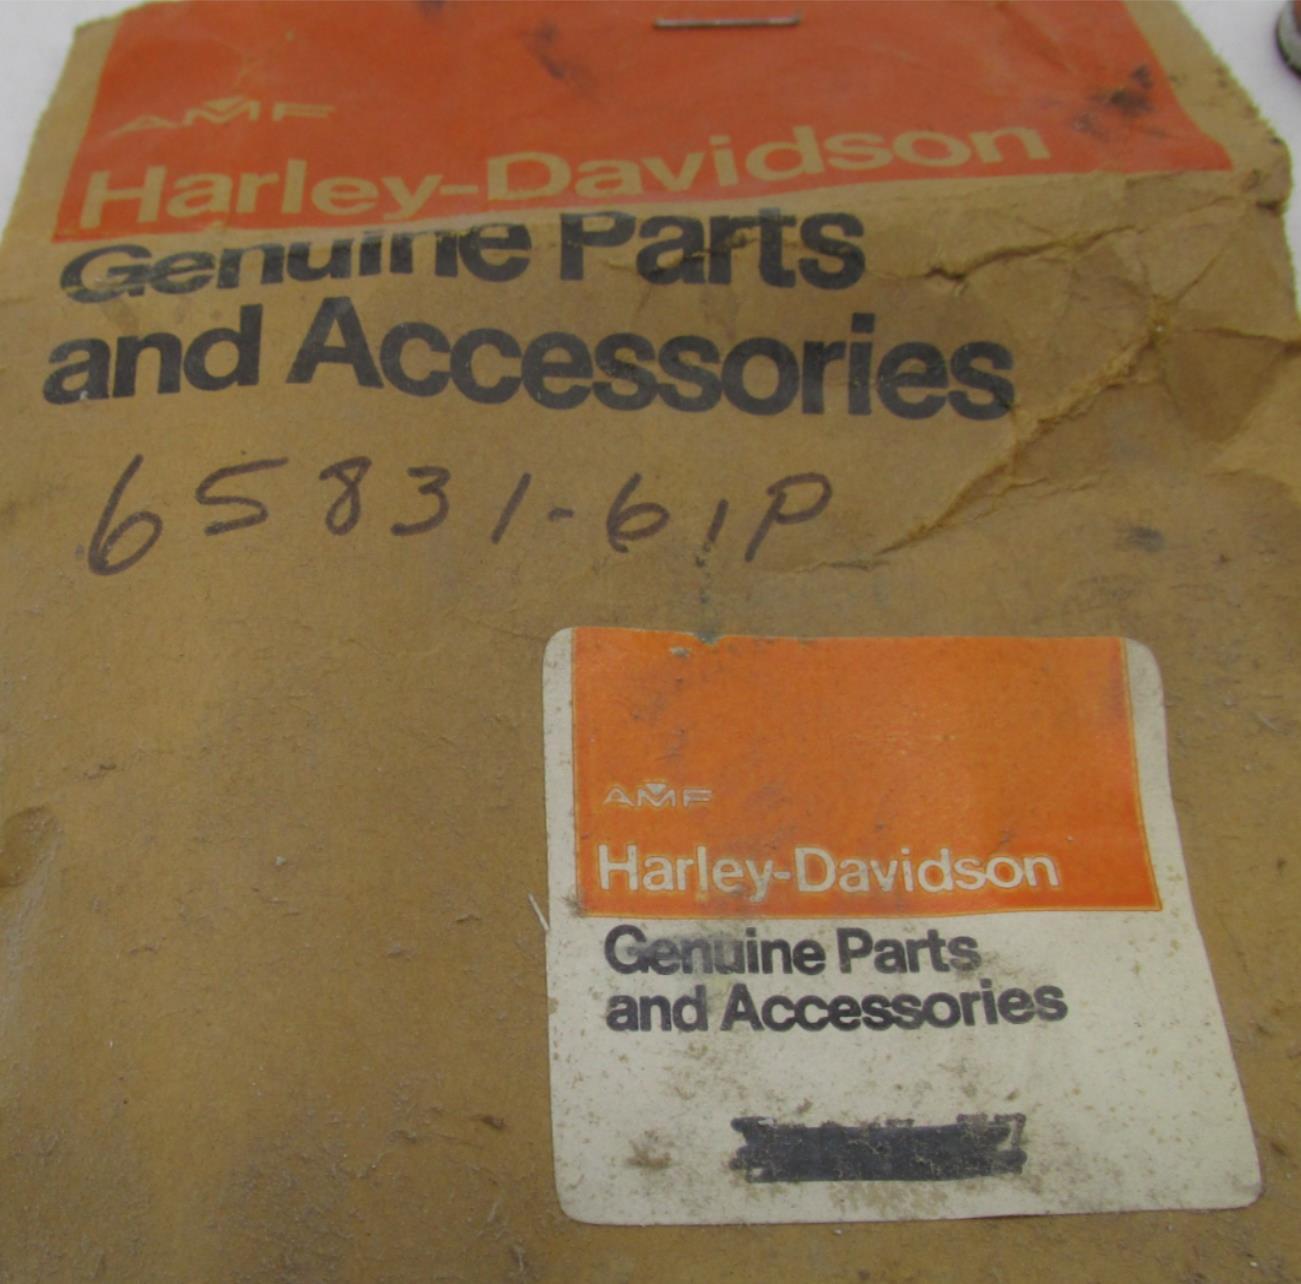 AMF
Harley-Davidson
Genuine Parts
and Accessories
65831-61P
AMF
Harley-Davidson
Genuine Parts
and Accessories